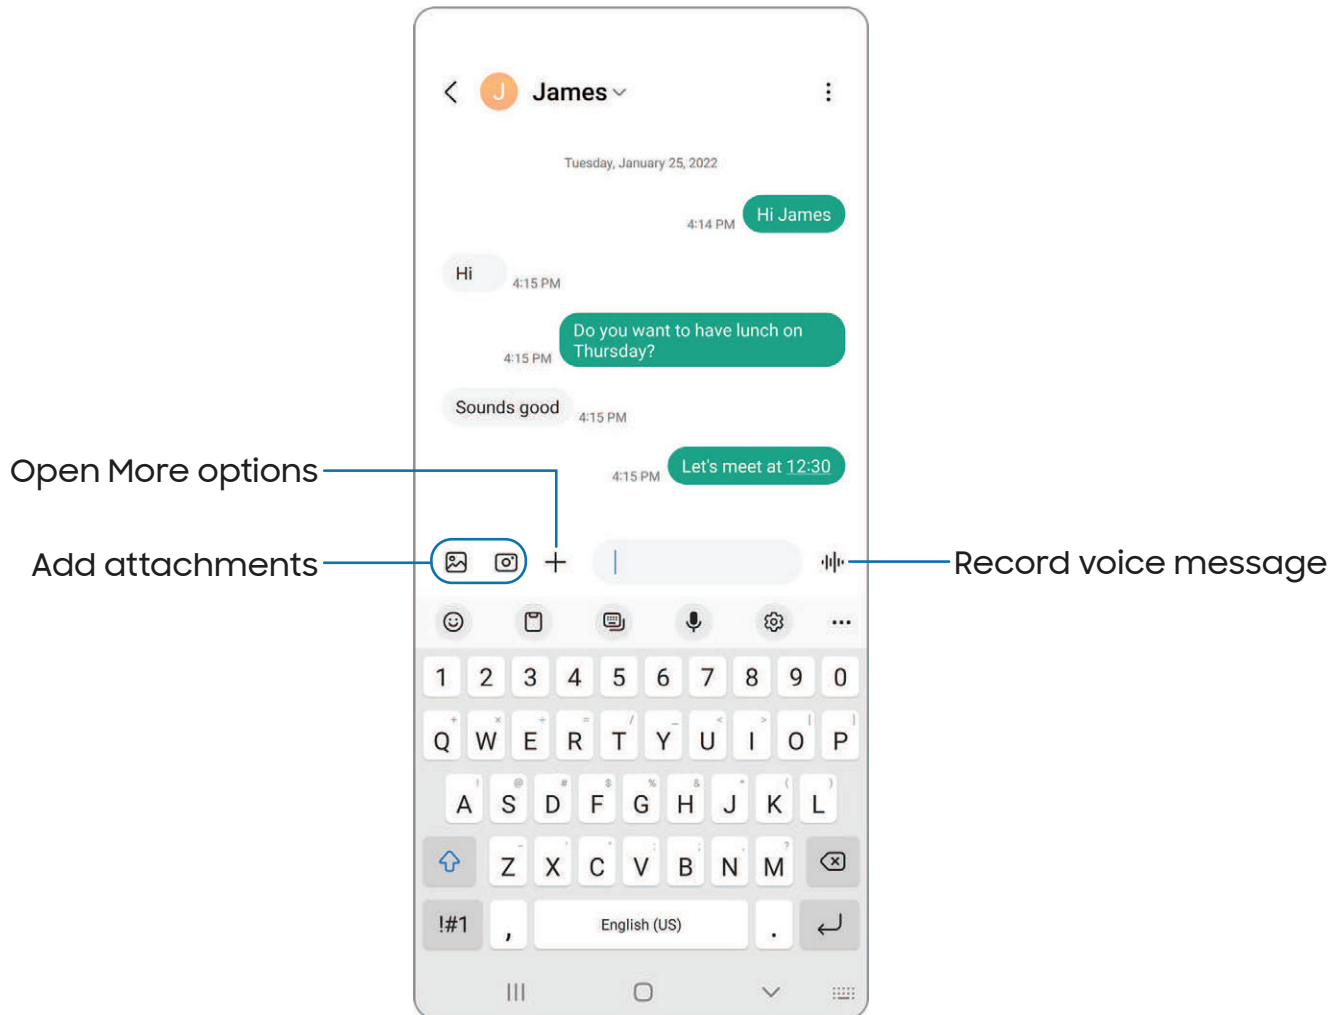 J James
Tuesday, January 25, 2022
4:14 PM Hi James
Hi 4:15 PM
Do you want to have lunch on
Thursday?
4:15 PM
Sounds good 4:15 PM
4:15 PM Let's meet at 12:30
Open More options
Add attachments
Record voice message
1 2 3 4 5 6 7 8 9 0
+ × ÷ = / _ < > [ ]
Q W E R T Y U I O P
! @ # $ % & * ( )
A S D F G H J K L
- ' " : ; , ?
Z X C V B N M
!#1 , English (US) .